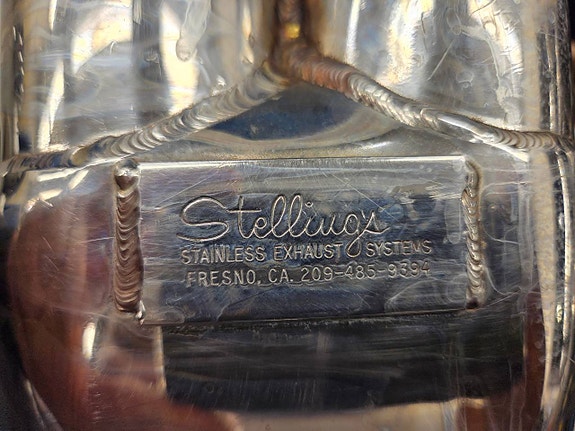 Stellings
STAINLESS EXHAUST SYSTEMS
FRESNO, CA. 209-485-9394